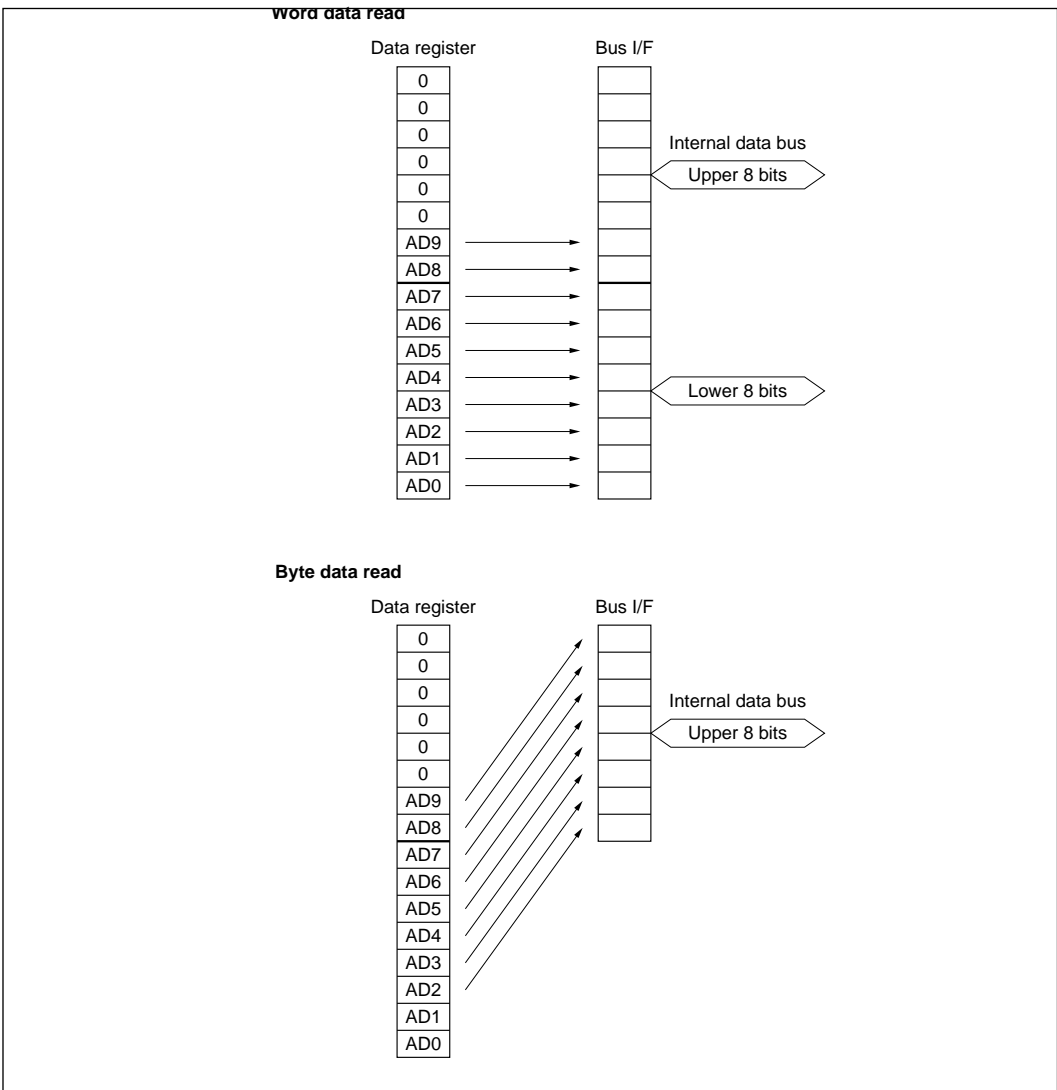 Word data read
Data register
Bus I/F
0
0
0
Internal data bus
0
Upper 8 bits
0
0
AD9
AD8
AD7
AD6
AD5
AD4
Lower 8 bits
AD3
AD2
AD1
AD0
Byte data read
Data register
Bus I/F
0
0
0
Internal data bus
0
Upper 8 bits
0
0
AD9
AD8
AD7
AD6
AD5
AD4
AD3
AD2
AD1
AD0